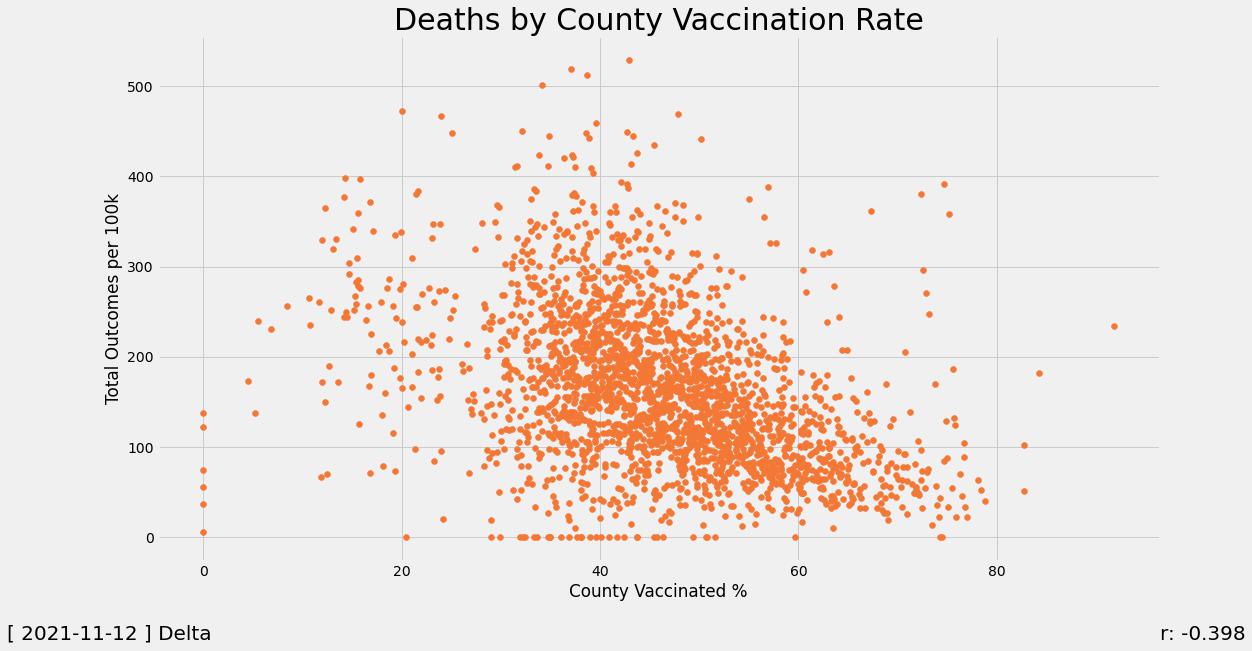 Deaths by County Vaccination Rate
500
400
300
200
100
0
Total Outcomes per 100k
0 20 40 60 80
County Vaccinated %
[ 2021-11-12 ] Delta
r: -0.398